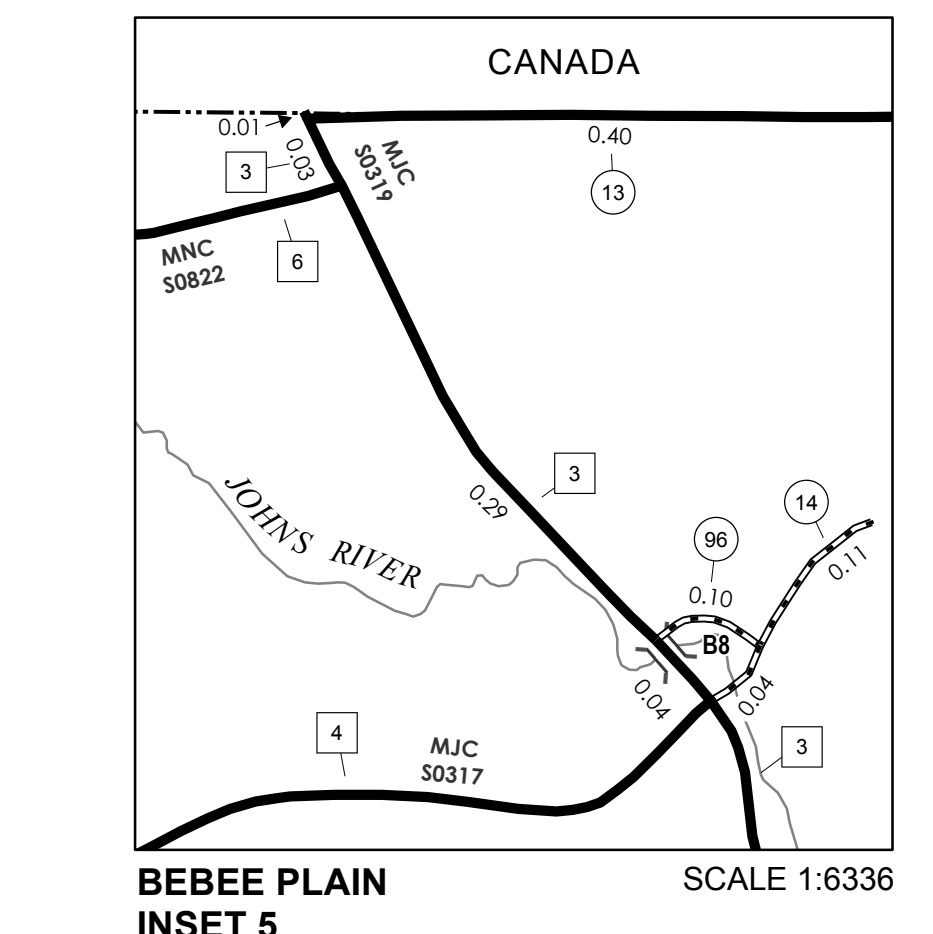 CANADA
0.01
0.03
3
MJC
S0319
0.40
13
MNC
S0822
6
JOHNS RIVER
0.29
3
14
96
0.10
0.11
B8
0.04
0.04
4
MJC
S0317
3
BEBEE PLAIN
SCALE 1:6336
INSET 5